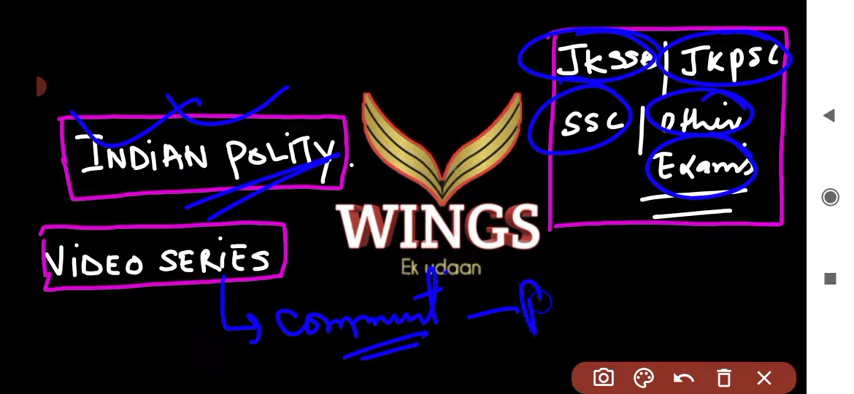 INDIAN POLITY.
VIDEO SERIES
JKSSB | JKPSC
SSC | Other
Exams
WINGS
Ek udaan
comment - P